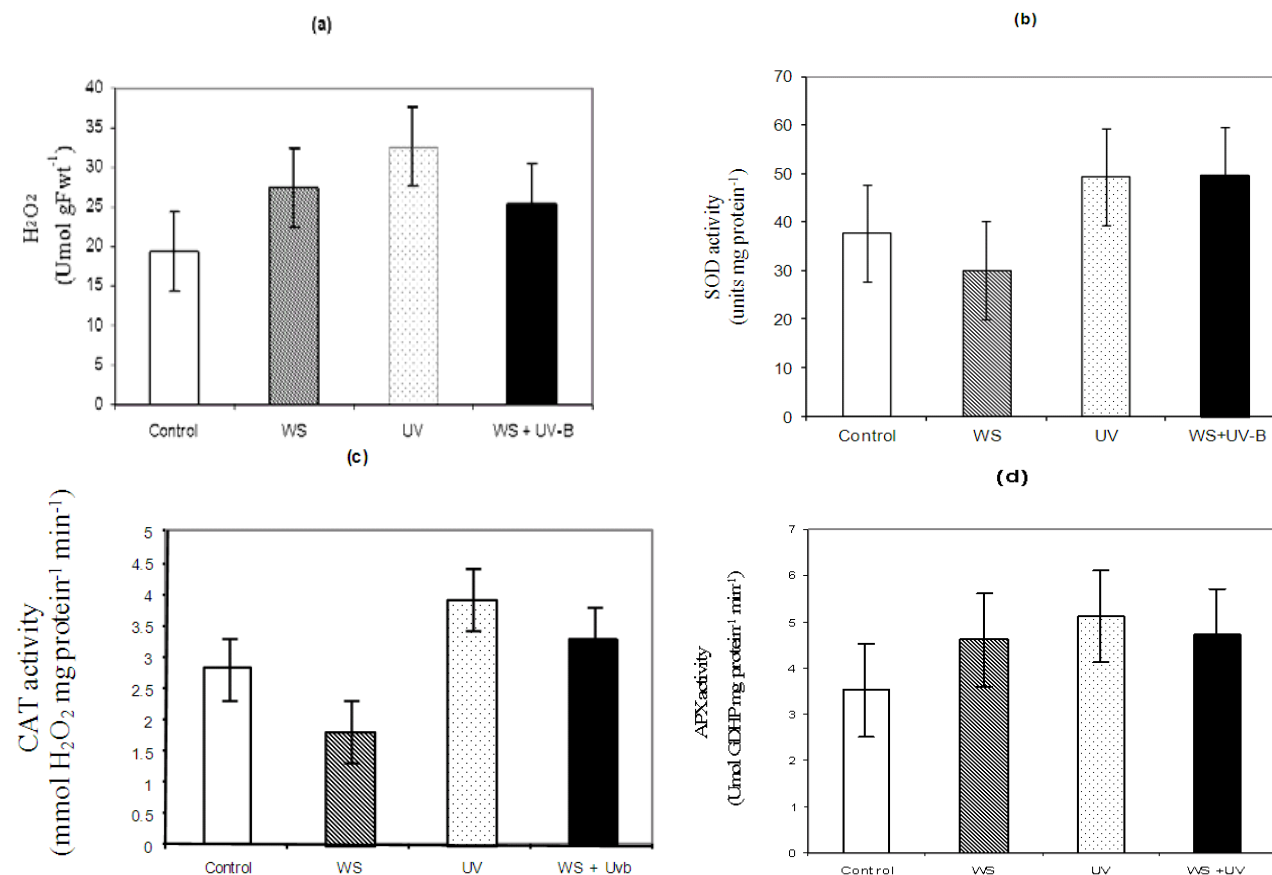 (a)
H2O2
(Umol gFwt-1)
40
35
30
25
20
15
10
5
0
Control WS UV WS + UV-B
(b)
SOD activity
(units mg protein-1)
70
60
50
40
30
20
10
0
Control WS UV WS+UV-B
(c)
CAT activity
(mmol H2O2 mg protein-1 min-1)
5
4.5
4
3.5
3
2.5
2
1.5
1
0.5
0
Control WS UV WS + Uvb
(d)
APX activity
(Umol GiDHP mg protein-1 min-1)
7
6
5
4
3
2
1
0
Control WS UV WS +UV